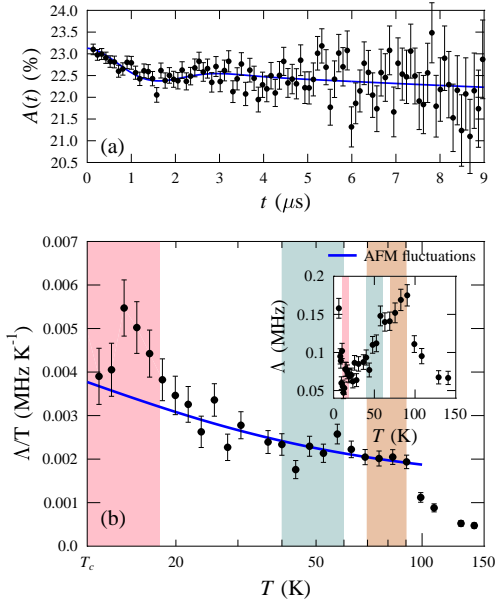 A(t) (%)
23.5
23.0
22.5
22.0
21.5
21.0
20.5
(a)
0 1 2 3 4 5 6 7 8 9
t (μs)
Λ/T (MHz K⁻¹)
0.007
0.006
0.005
0.004
0.003
0.002
0.001
0.0
(b)
AFM fluctuations
Λ (MHz)
0.2
0.15
0.10
0.05
0 50 100 150
T (K)
T_c 20 50 100 150
T (K)